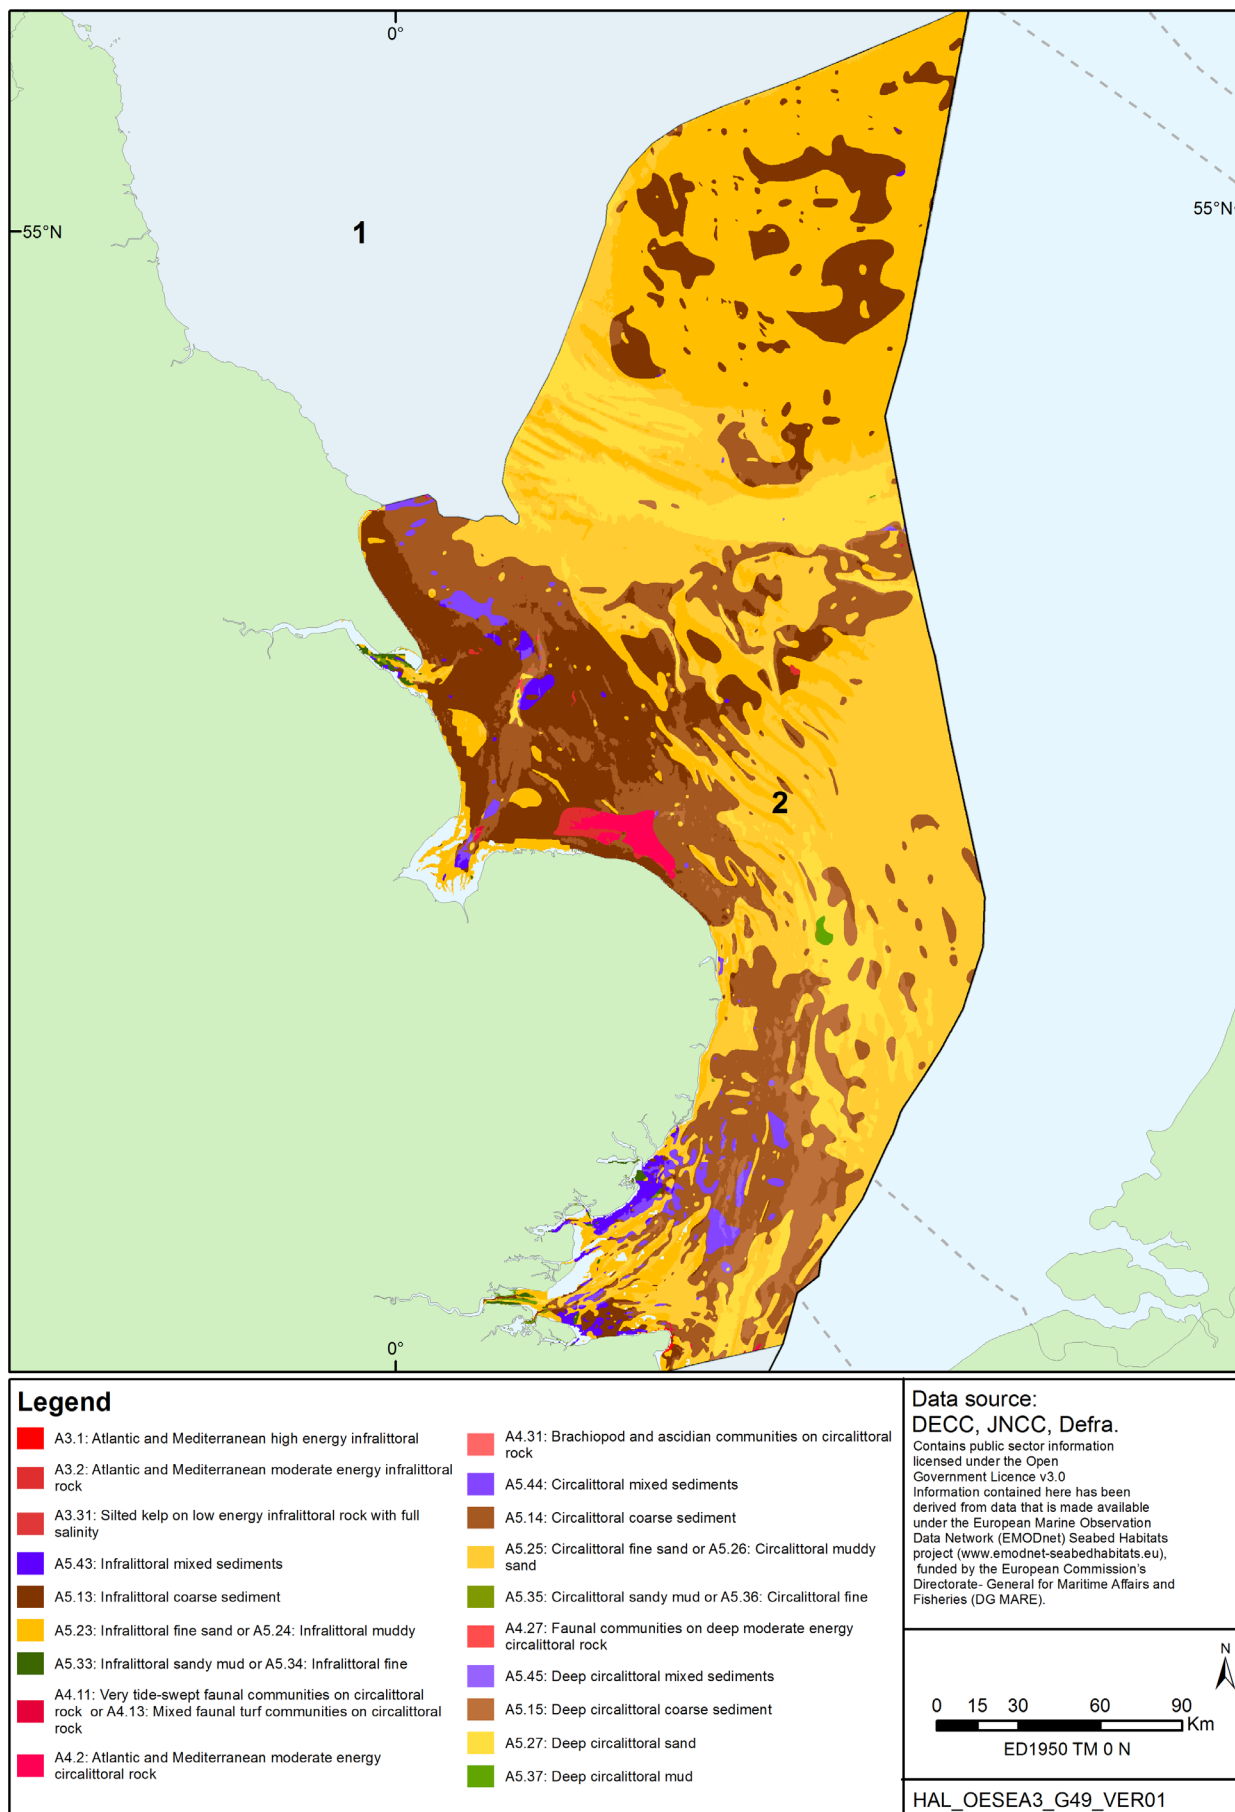 0°
55°N
55°N
1
2
0°
Legend
A3.1: Atlantic and Mediterranean high energy infralittoral
A3.2: Atlantic and Mediterranean moderate energy infralittoral
rock
A3.31: Silted kelp on low energy infralittoral rock with full
salinity
A5.43: Infralittoral mixed sediments
A5.13: Infralittoral coarse sediment
A5.23: Infralittoral fine sand or A5.24: Infralittoral muddy
A5.33: Infralittoral sandy mud or A5.34: Infralittoral fine
A4.11: Very tide-swept faunal communities on circalittoral
rock or A4.13: Mixed faunal turf communities on circalittoral
rock
A4.2: Atlantic and Mediterranean moderate energy
circalittoral rock
A4.31: Brachiopod and ascidian communities on circalittoral
rock
A5.44: Circalittoral mixed sediments
A5.14: Circalittoral coarse sediment
A5.25: Circalittoral fine sand or A5.26: Circalittoral muddy
sand
A5.35: Circalittoral sandy mud or A5.36: Circalittoral fine
A4.27: Faunal communities on deep moderate energy
circalittoral rock
A5.45: Deep circalittoral mixed sediments
A5.15: Deep circalittoral coarse sediment
A5.27: Deep circalittoral sand
A5.37: Deep circalittoral mud
Data source:
DECC, JNCC, Defra.
Contains public sector information
licensed under the Open
Government Licence v3.0
Information contained here has been
derived from data that is made available
under the European Marine Observation
Data Network (EMODnet) Seabed Habitats
project (www.emodnet-seabedhabitats.eu),
funded by the European Commission's
Directorate- General for Maritime Affairs and
Fisheries (DG MARE).
N
0 15 30 60 90
Km
ED1950 TM 0 N
HAL_OESEA3_G49_VER01